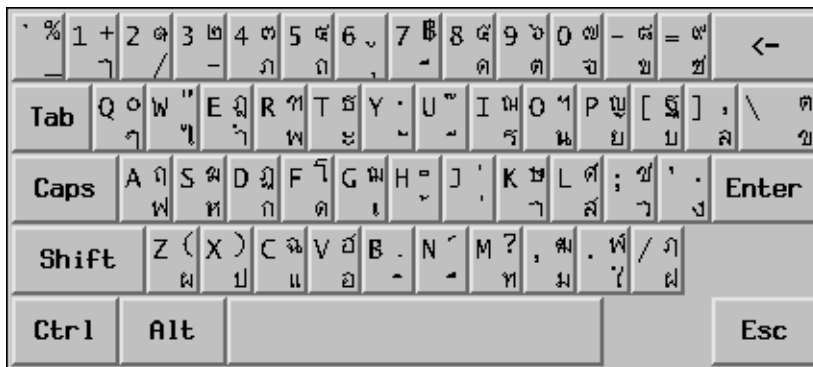 ` % 1 + 2 ๑ 3 ๒ 4 ๓ 5 ๔ 6 ู 7 ฿ 8 ๕ 9 ๖ 0 ๗ - ๘ = ๙ <-
_ ๅ / - ภ ถ ุ ึ ค ต จ ข ช
Tab Q ๐ W " E ฎ R ฑ T ธ Y ํ U ๊ I ณ O ฯ P ญ [ ฐ ] , \ ฅ
ๆ ไ ำ พ ะ ั ี ร น ย บ ล ฃ
Caps A ฤ S ฆ D ฏ F โ G ฌ H ็ J ๋ K ษ L ศ ; ซ ' . Enter
ฟ ห ก ด เ ้ ่ า ส ว ง
Shift Z ( X ) C ฉ V ฮ B ฺ N ์ M ? , ฒ . ฬ / ฦ
ผ ป แ อ ิ ื ท ม ใ ฝ
Ctrl Alt Esc